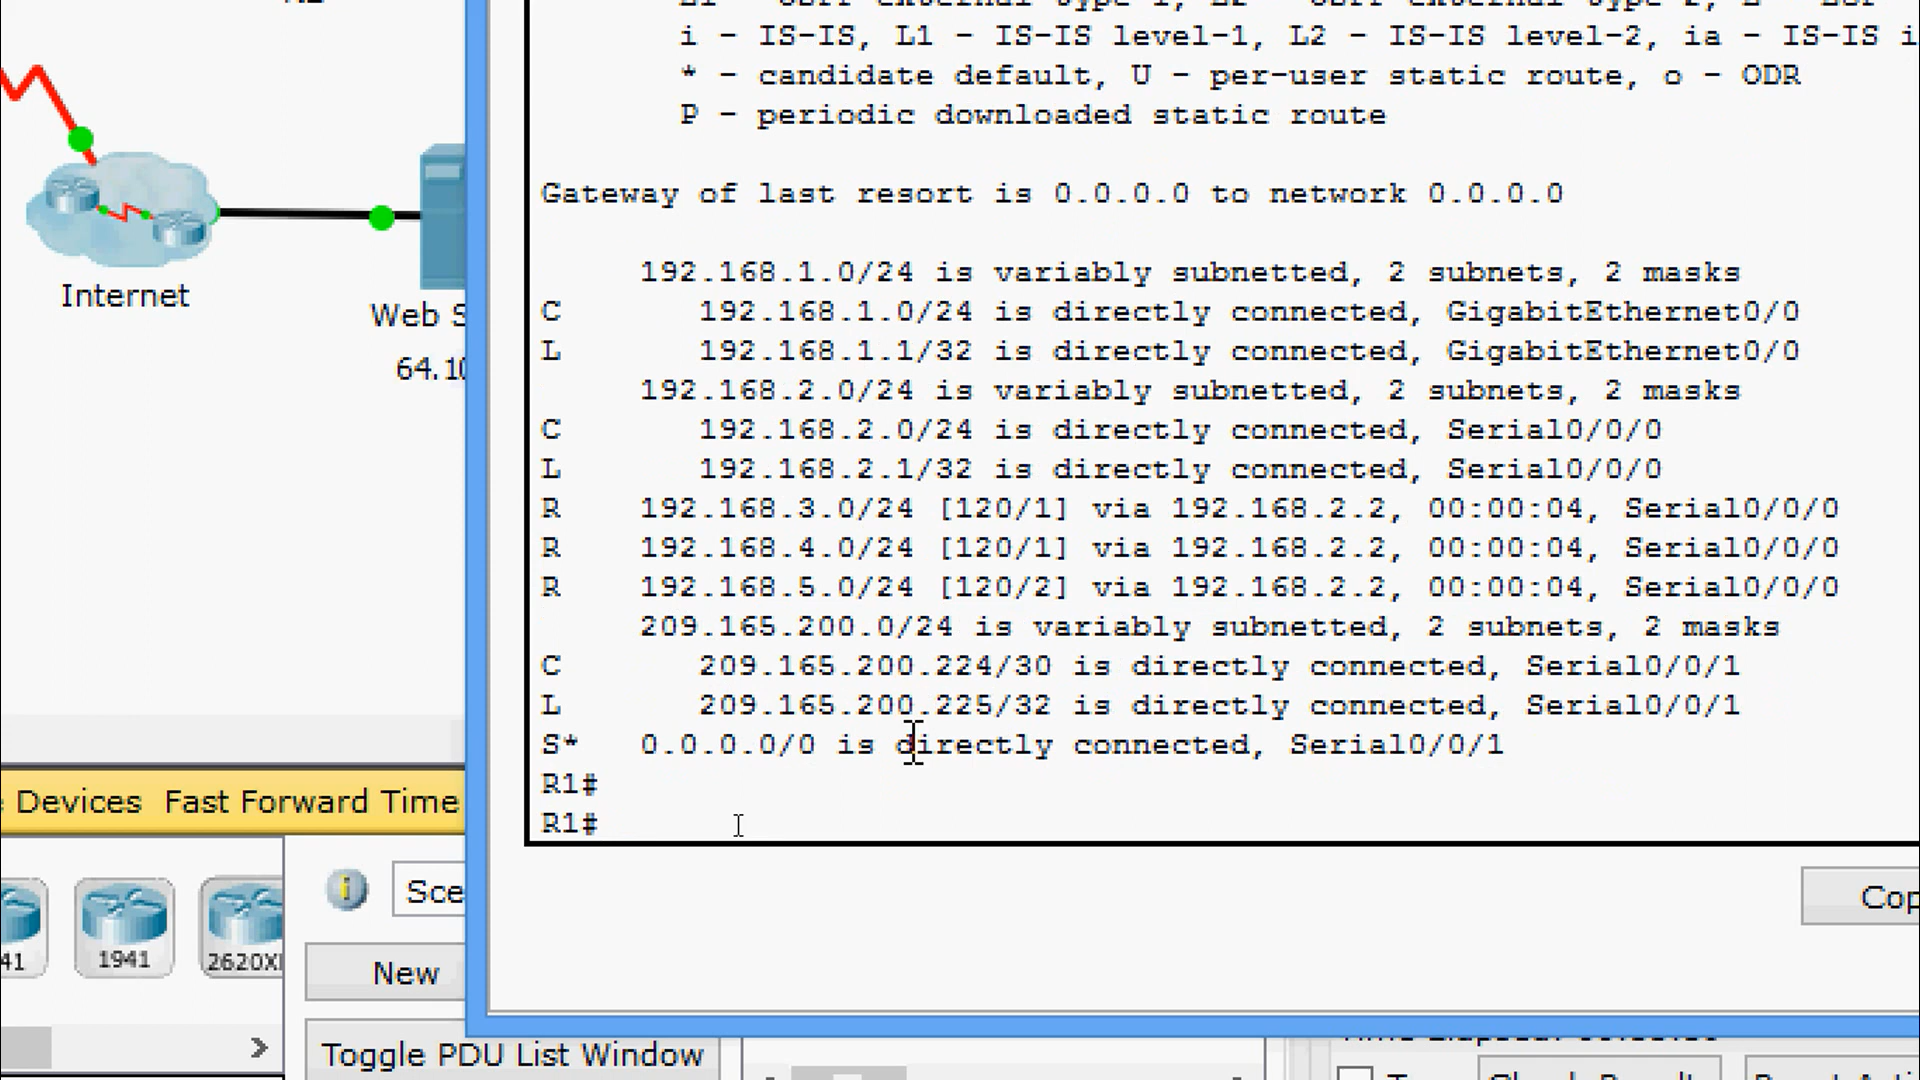 i - IS-IS, L1 - IS-IS level-1, L2 - IS-IS level-2, ia - IS-IS i
* - candidate default, U - per-user static route, o - ODR
P - periodic downloaded static route
Gateway of last resort is 0.0.0.0 to network 0.0.0.0
192.168.1.0/24 is variably subnetted, 2 subnets, 2 masks
C 192.168.1.0/24 is directly connected, GigabitEthernet0/0
L 192.168.1.1/32 is directly connected, GigabitEthernet0/0
192.168.2.0/24 is variably subnetted, 2 subnets, 2 masks
C 192.168.2.0/24 is directly connected, Serial0/0/0
L 192.168.2.1/32 is directly connected, Serial0/0/0
R 192.168.3.0/24 [120/1] via 192.168.2.2, 00:00:04, Serial0/0/0
R 192.168.4.0/24 [120/1] via 192.168.2.2, 00:00:04, Serial0/0/0
R 192.168.5.0/24 [120/2] via 192.168.2.2, 00:00:04, Serial0/0/0
209.165.200.0/24 is variably subnetted, 2 subnets, 2 masks
C 209.165.200.224/30 is directly connected, Serial0/0/1
L 209.165.200.225/32 is directly connected, Serial0/0/1
S* 0.0.0.0/0 is directly connected, Serial0/0/1
R1#
R1#
Internet
Web S
64.10
Devices Fast Forward Time
41
1941
2620X
Sce
New
Toggle PDU List Window
Cop